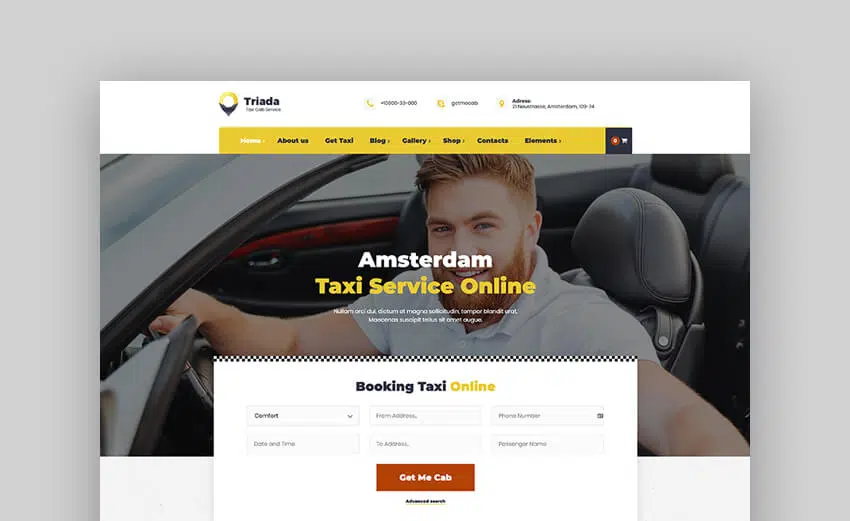 Triada
Taxi Cab Service
+10800-33-000
getmecab
Adress:
21 Neustrasse, Amsterdam, 109-74
Home ›
About us
Get Taxi
Blog ›
Gallery ›
Shop ›
Contacts
Elements ›
0
Amsterdam
Taxi Service Online
Nullam orci dui, dictum at magna sollicitudin, tempor blandit erat,
Maecenas suscipit tellus sit amet augue.
Booking Taxi Online
Comfort
From Address..
Phone Number
Date and Time
To Address..
Passenger Name
Get Me Cab
Advanced search